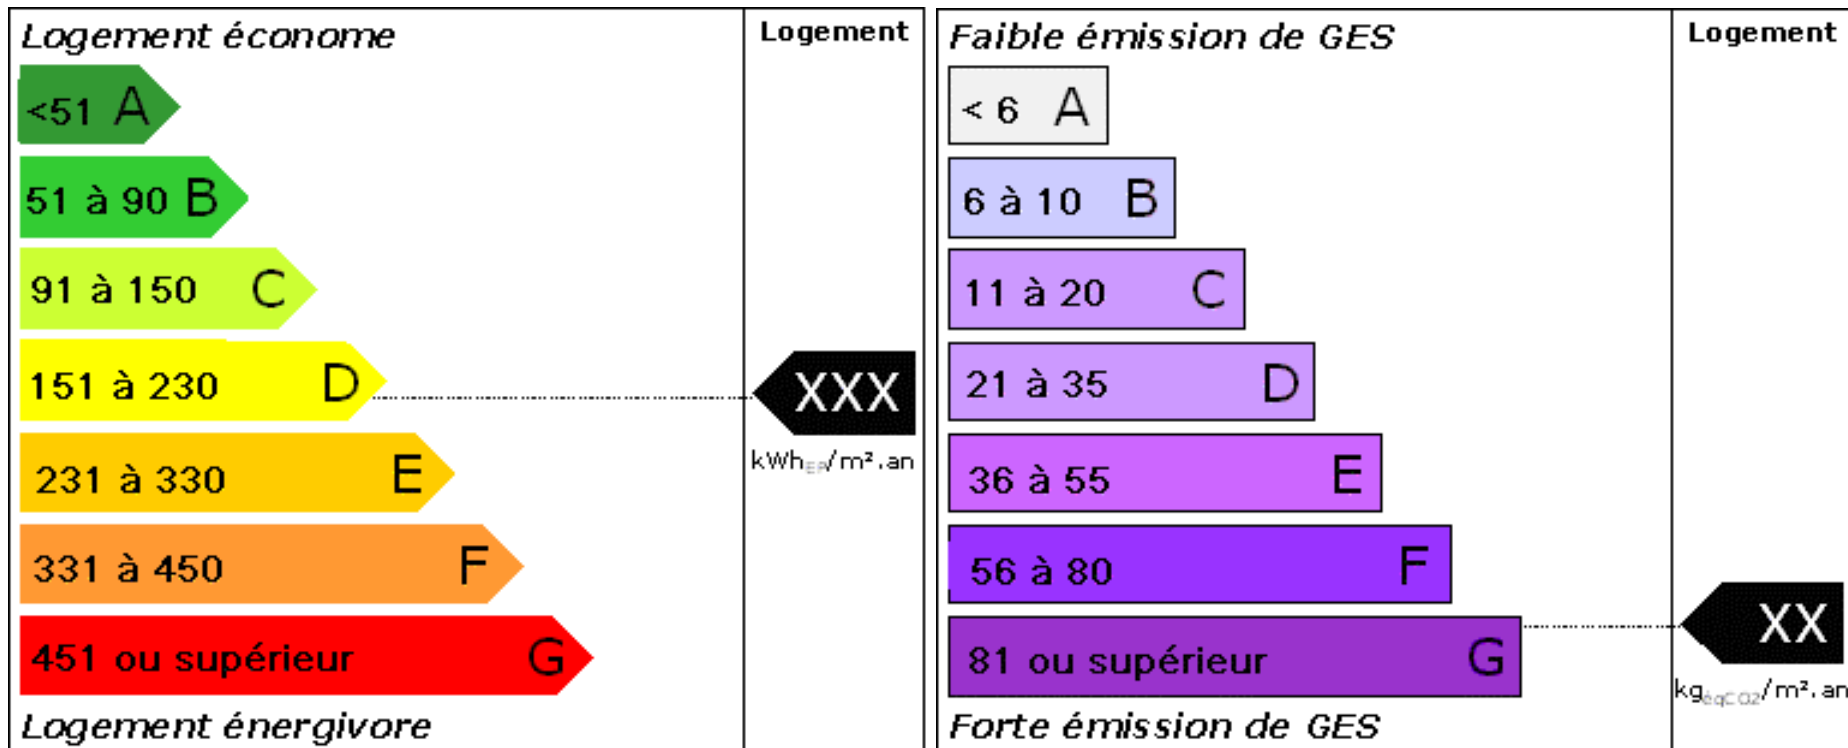 Logement économe
Logement
<51 A
51 à 90 B
91 à 150 C
151 à 230 D
XXX
kWhEP/m².an
231 à 330 E
331 à 450 F
451 ou supérieur G
Logement énergivore
Faible émission de GES
Logement
< 6 A
6 à 10 B
11 à 20 C
21 à 35 D
36 à 55 E
56 à 80 F
81 ou supérieur G
XX
kgéqCO2/m².an
Forte émission de GES